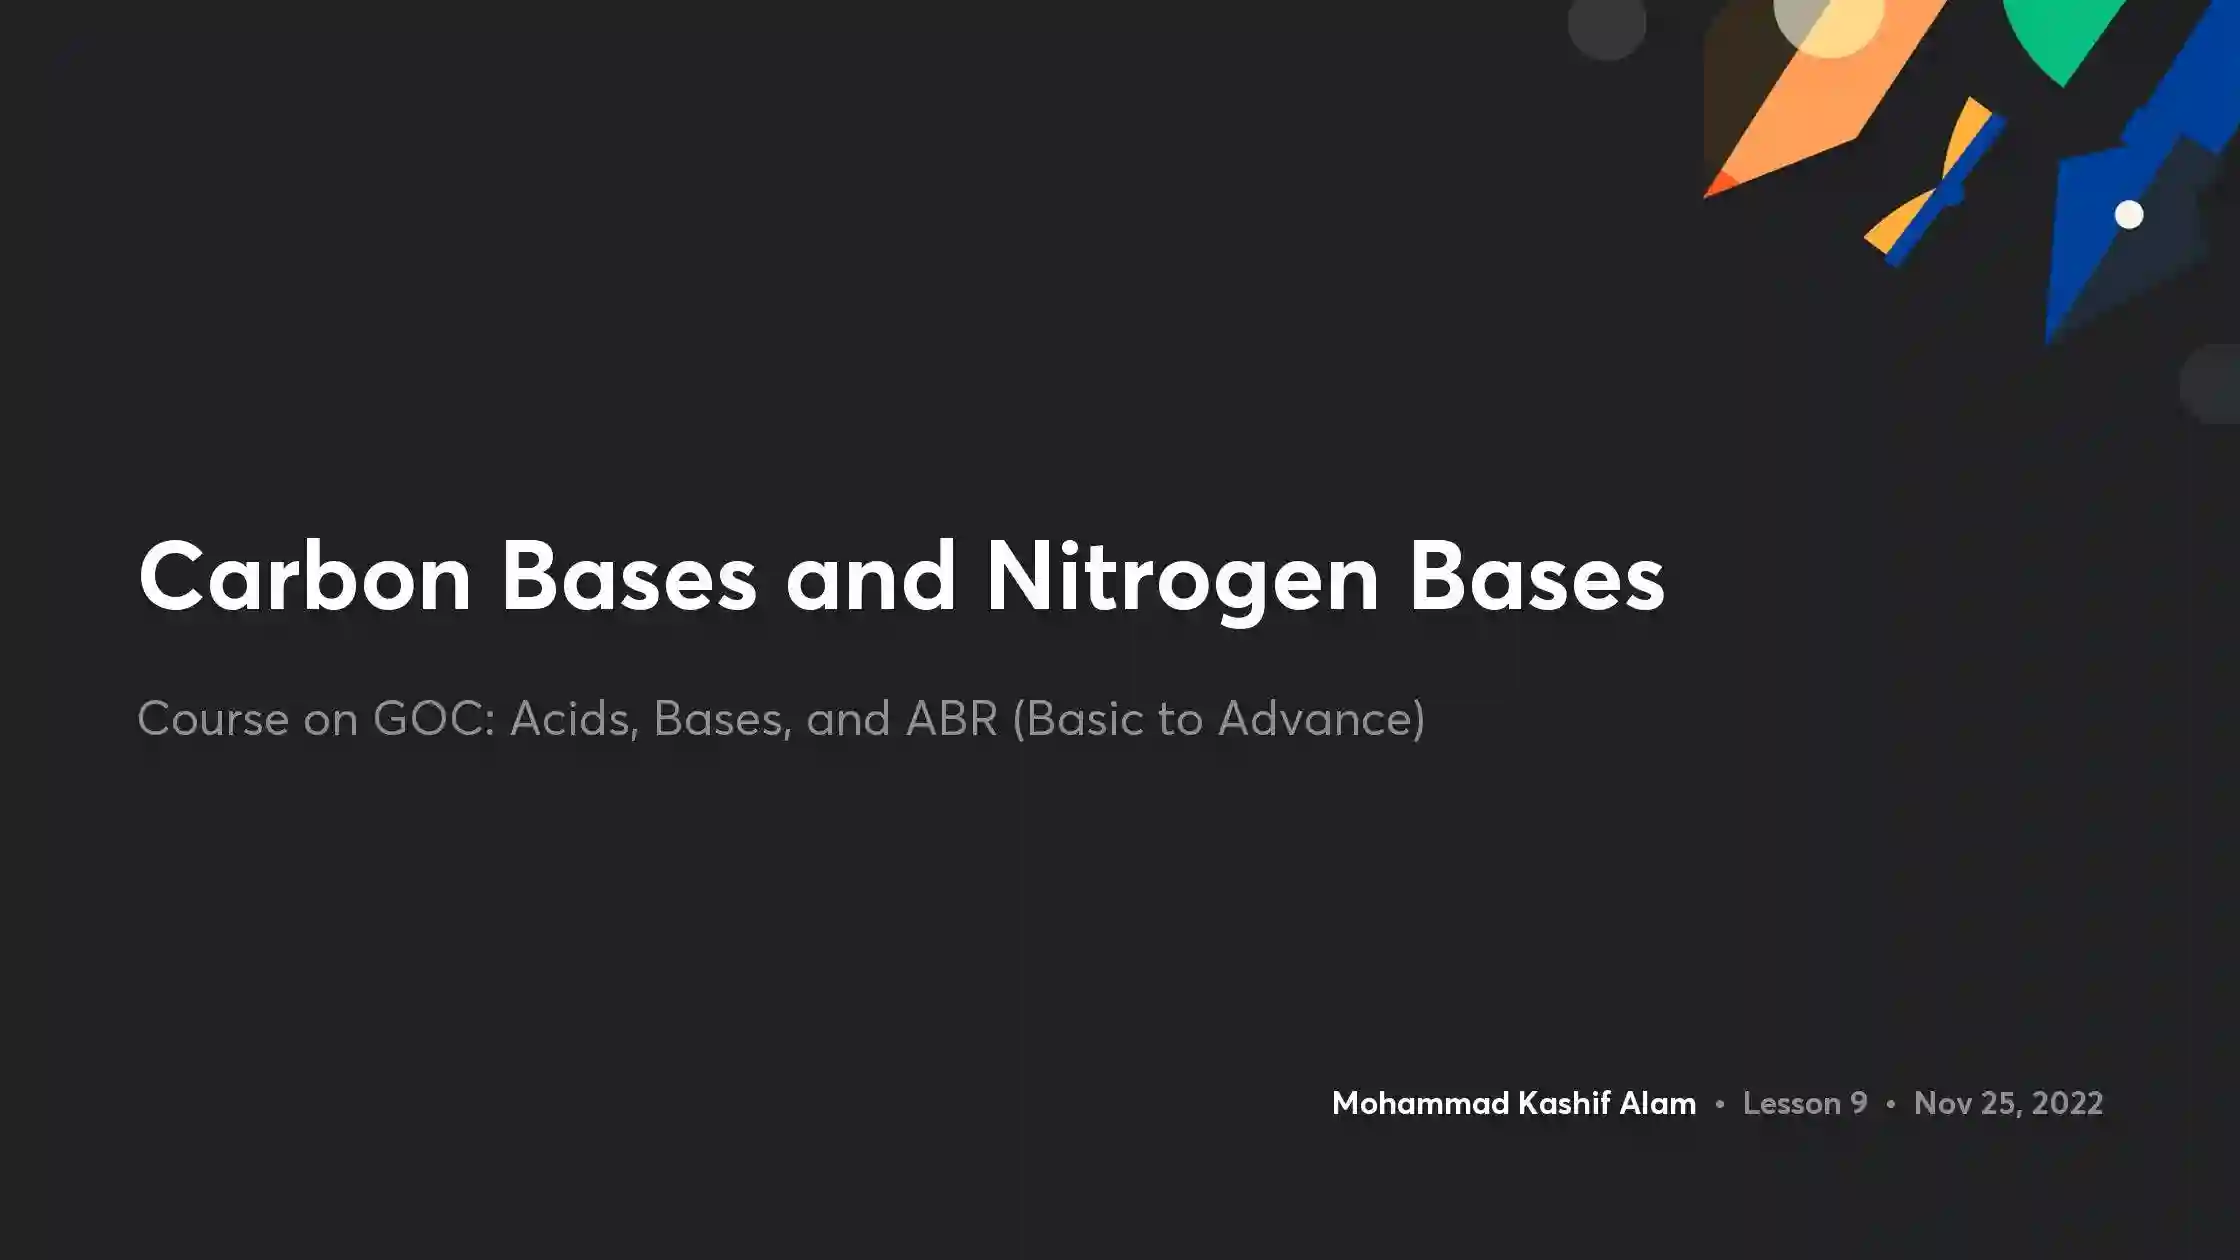 Carbon Bases and Nitrogen Bases
Course on GOC: Acids, Bases, and ABR (Basic to Advance)
Mohammad Kashif Alam • Lesson 9 • Nov 25, 2022